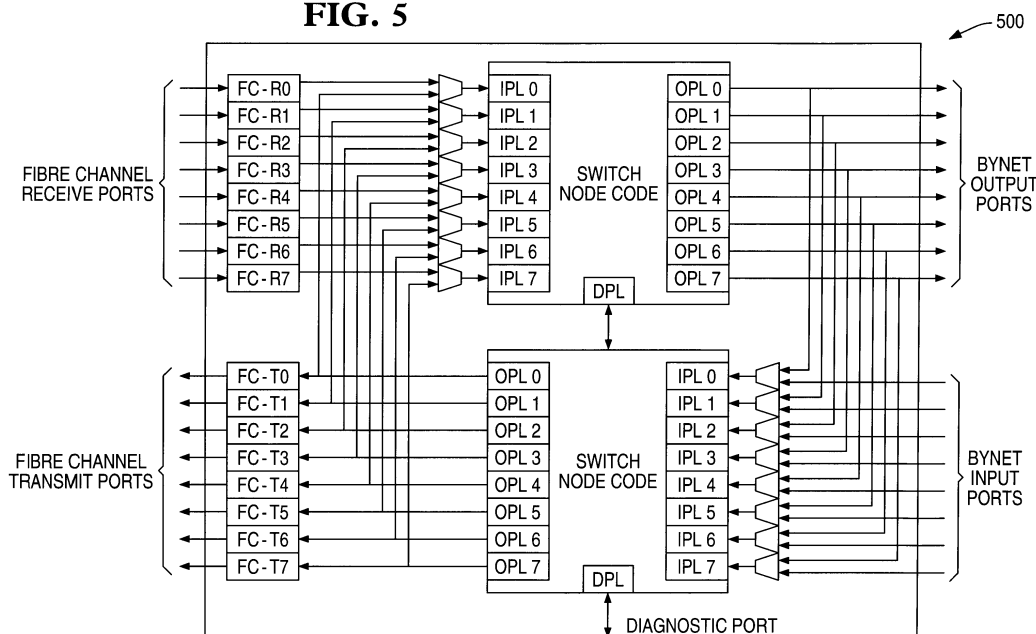 FIG. 5
500
FIBRE CHANNEL
RECEIVE PORTS
FC-R0
FC-R1
FC-R2
FC-R3
FC-R4
FC-R5
FC-R6
FC-R7
IPL 0
IPL 1
IPL 2
IPL 3
IPL 4
IPL 5
IPL 6
IPL 7
SWITCH
NODE CODE
DPL
OPL 0
OPL 1
OPL 2
OPL 3
OPL 4
OPL 5
OPL 6
OPL 7
BYNET
OUTPUT
PORTS
FIBRE CHANNEL
TRANSMIT PORTS
FC-T0
FC-T1
FC-T2
FC-T3
FC-T4
FC-T5
FC-T6
FC-T7
OPL 0
OPL 1
OPL 2
OPL 3
OPL 4
OPL 5
OPL 6
OPL 7
SWITCH
NODE CODE
DPL
IPL 0
IPL 1
IPL 2
IPL 3
IPL 4
IPL 5
IPL 6
IPL 7
BYNET
INPUT
PORTS
DIAGNOSTIC PORT